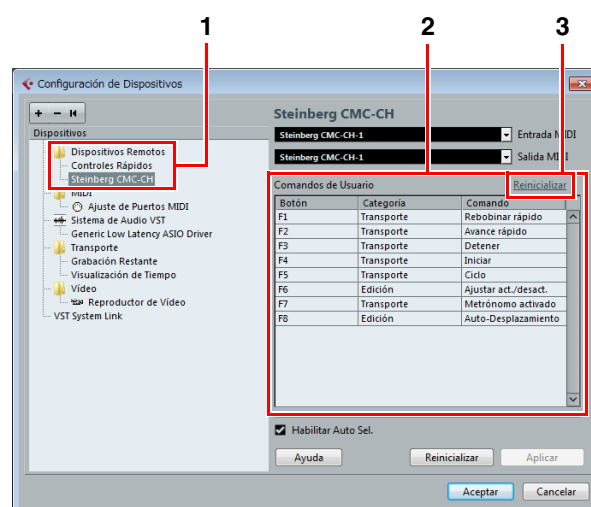 1 2 3
Configuración de Dispositivos
Dispositivos
Dispositivos Remotos
Controles Rápidos
Steinberg CMC-CH
MIDI
Ajuste de Puertos MIDI
Sistema de Audio VST
Generic Low Latency ASIO Driver
Transporte
Grabación Restante
Visualización de Tiempo
Vídeo
Reproductor de Vídeo
VST System Link
Steinberg CMC-CH
Steinberg CMC-CH-1 Entrada MIDI
Steinberg CMC-CH-1 Salida MIDI
Comandos de Usuario Reinicializar
Botón Categoría Comando
F1 Transporte Rebobinar rápido
F2 Transporte Avance rápido
F3 Transporte Detener
F4 Transporte Iniciar
F5 Transporte Ciclo
F6 Edición Ajustar act./desact.
F7 Transporte Metrónomo activado
F8 Edición Auto-Desplazamiento
Habilitar Auto Sel.
Ayuda Reinicializar Aplicar
Aceptar Cancelar